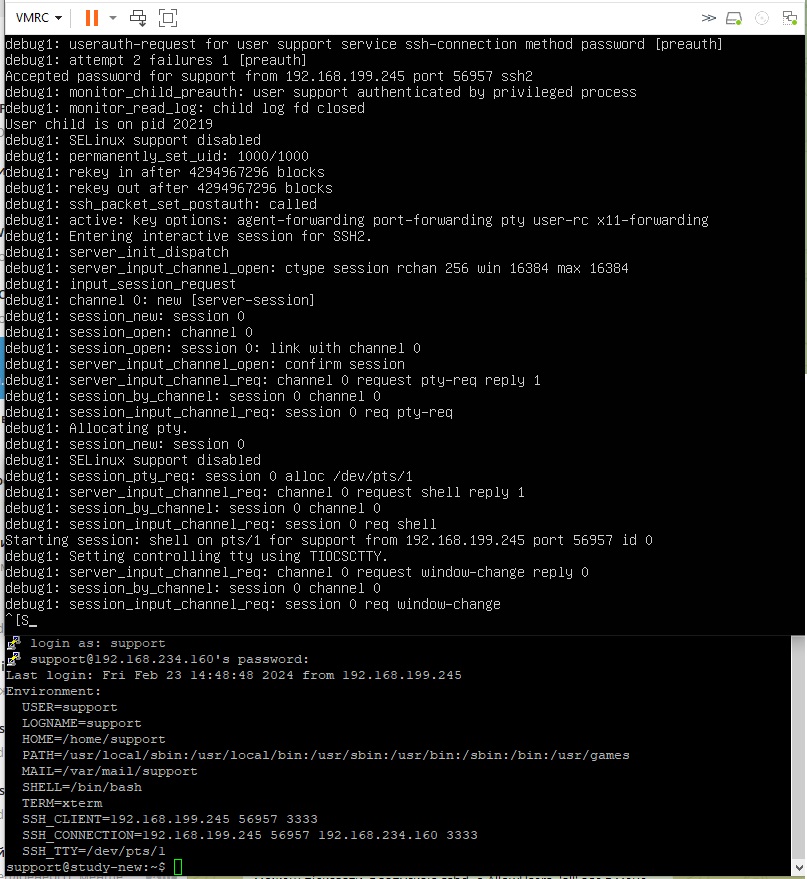 VMRC
debug1: userauth-request for user support service ssh-connection method password [preauth]
debug1: attempt 2 failures 1 [preauth]
Accepted password for support from 192.168.199.245 port 56957 ssh2
debug1: monitor_child_preauth: user support authenticated by privileged process
debug1: monitor_read_log: child log fd closed
User child is on pid 20219
debug1: SELinux support disabled
debug1: permanently_set_uid: 1000/1000
debug1: rekey in after 4294967296 blocks
debug1: rekey out after 4294967296 blocks
debug1: ssh_packet_set_postauth: called
debug1: active: key options: agent-forwarding port-forwarding pty user-rc x11-forwarding
debug1: Entering interactive session for SSH2.
debug1: server_init_dispatch
debug1: server_input_channel_open: ctype session rchan 256 win 16384 max 16384
debug1: input_session_request
debug1: channel 0: new [server-session]
debug1: session_new: session 0
debug1: session_open: channel 0
debug1: session_open: session 0: link with channel 0
debug1: server_input_channel_open: confirm session
debug1: server_input_channel_req: channel 0 request pty-req reply 1
debug1: session_by_channel: session 0 channel 0
debug1: session_input_channel_req: session 0 req pty-req
debug1: Allocating pty.
debug1: session_new: session 0
debug1: SELinux support disabled
debug1: session_pty_req: session 0 alloc /dev/pts/1
debug1: server_input_channel_req: channel 0 request shell reply 1
debug1: session_by_channel: session 0 channel 0
debug1: session_input_channel_req: session 0 req shell
Starting session: shell on pts/1 for support from 192.168.199.245 port 56957 id 0
debug1: Setting controlling tty using TIOCSCTTY.
debug1: server_input_channel_req: channel 0 request window-change reply 0
debug1: session_by_channel: session 0 channel 0
debug1: session_input_channel_req: session 0 req window-change
^[S_
login as: support
support@192.168.234.160's password:
Last login: Fri Feb 23 14:48:48 2024 from 192.168.199.245
Environment:
USER=support
LOGNAME=support
HOME=/home/support
PATH=/usr/local/sbin:/usr/local/bin:/usr/sbin:/usr/bin:/sbin:/bin:/usr/games
MAIL=/var/mail/support
SHELL=/bin/bash
TERM=xterm
SSH_CLIENT=192.168.199.245 56957 3333
SSH_CONNECTION=192.168.199.245 56957 192.168.234.160 3333
SSH_TTY=/dev/pts/1
support@study-new:~$